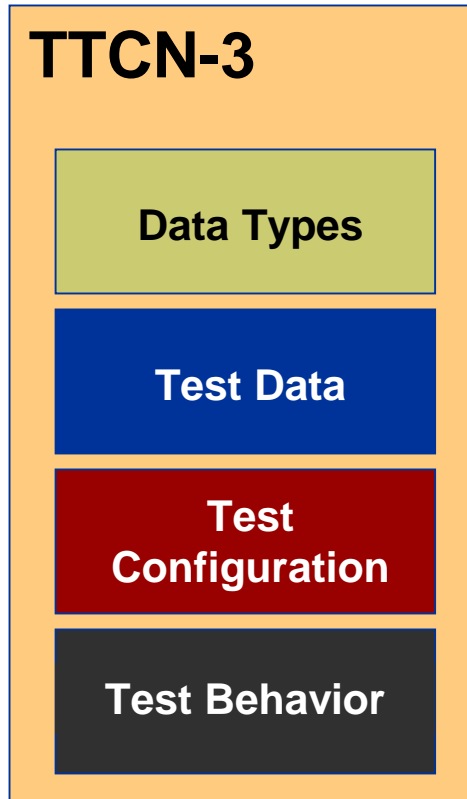 TTCN-3
Data Types
Test Data
Test
Configuration
Test Behavior